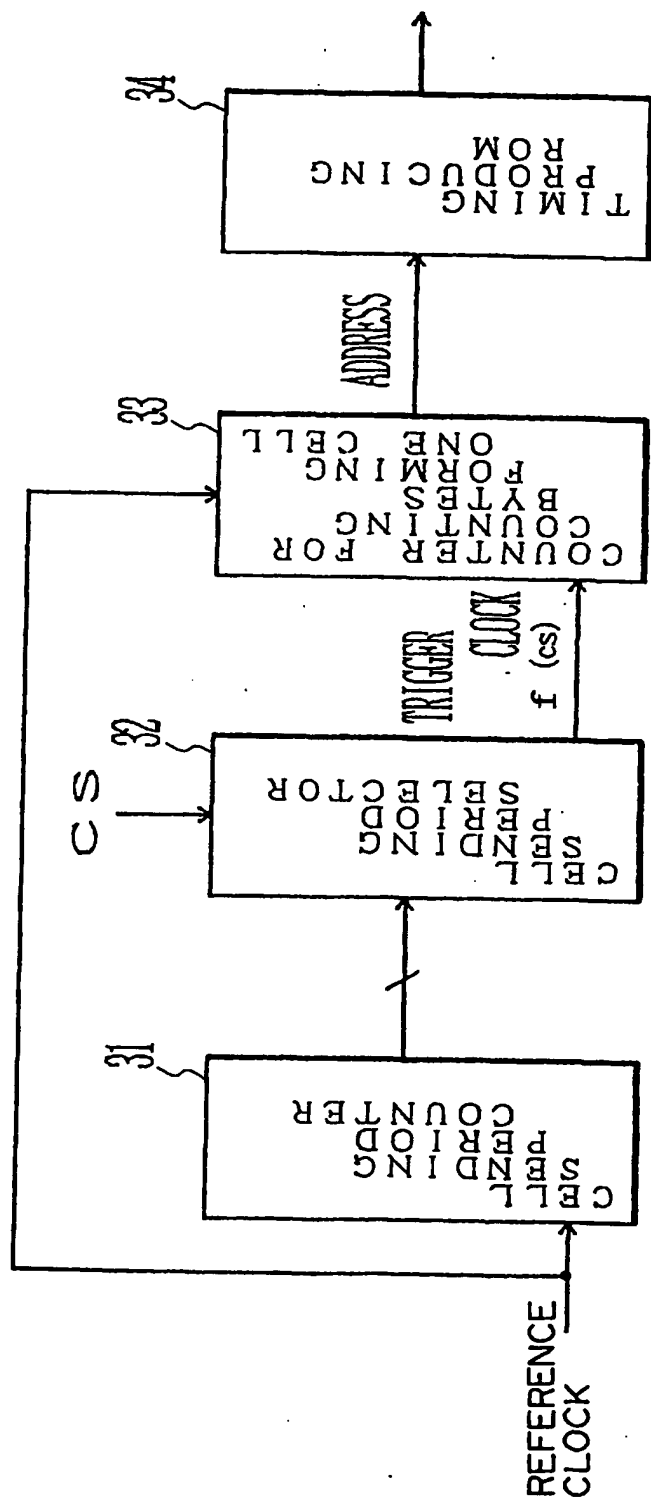 REFERENCE
CLOCK
31
CELL
SENDING
PERIOD
COUNTER
CS
32
CELL
SENDING
PERIOD
SELECTOR
TRIGGER
CLOCK
f (cs)
33
COUNTER FOR
COUNTING
BYTES
FORMING
ONE CELL
ADDRESS
34
TIMING
PRODUCING
ROM